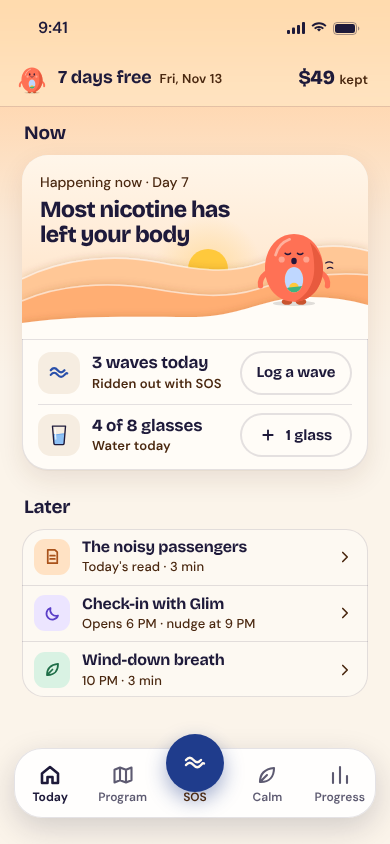 9:41
7 days free Fri, Nov 13
$49 kept
Now
Happening now · Day 7
Most nicotine has
left your body
3 waves today
Ridden out with SOS
Log a wave
4 of 8 glasses
Water today
+ 1 glass
Later
The noisy passengers
Today's read · 3 min
Check-in with Glim
Opens 6 PM · nudge at 9 PM
Wind-down breath
10 PM · 3 min
Today Program SOS Calm Progress